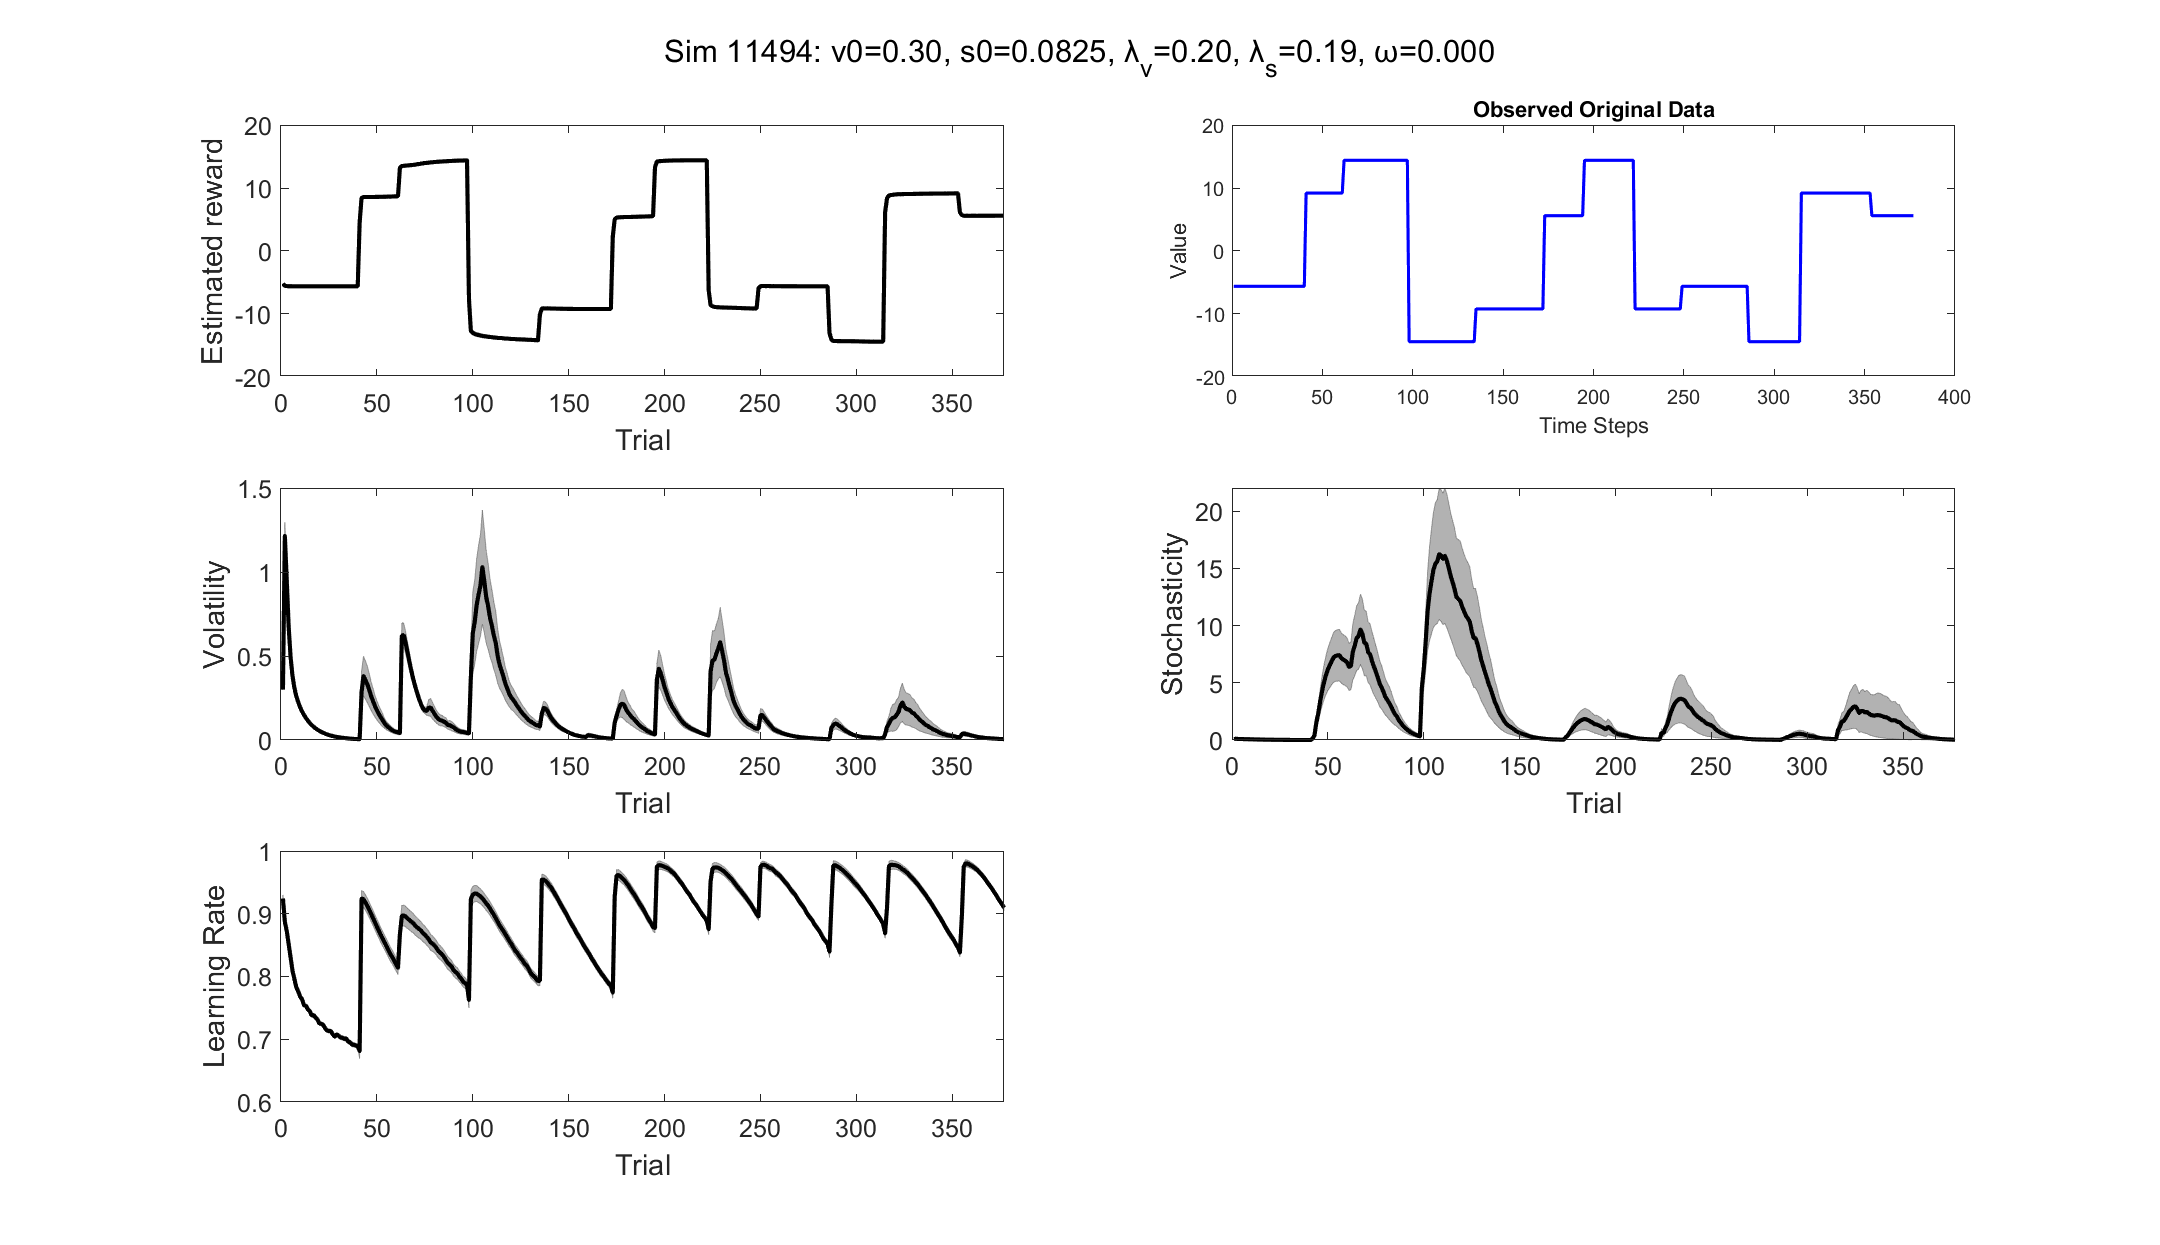 Sim 11494: v0=0.30, s0=0.0825, λ_v=0.20, λ_s=0.19, ω=0.000
20
10
0
-10
-20
Estimated reward
0 50 100 150 200 250 300 350
Trial
Observed Original Data
20
10
0
-10
-20
Value
0 50 100 150 200 250 300 350 400
Time Steps
1.5
1
0.5
0
Volatility
0 50 100 150 200 250 300 350
Trial
20
15
10
5
0
Stochasticity
0 50 100 150 200 250 300 350
Trial
1
0.9
0.8
0.7
0.6
Learning Rate
0 50 100 150 200 250 300 350
Trial